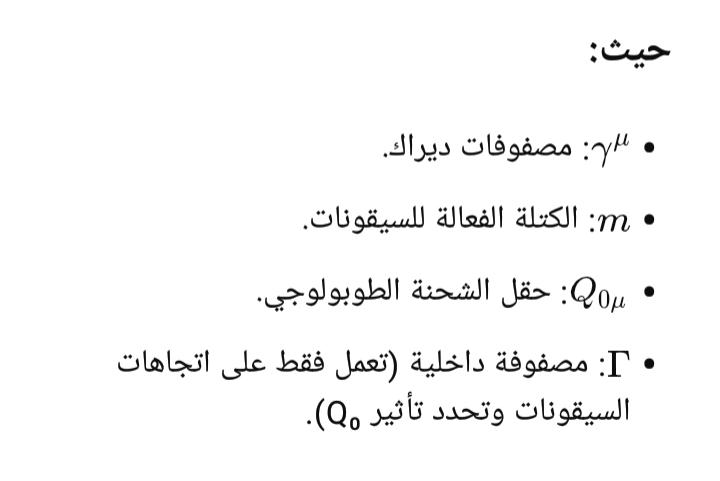 حيث:
• γ^μ: مصفوفات ديراك.
• m: الكتلة الفعالة للسيقونات.
• Q_{0μ}: حقل الشحنة الطوبولوجي.
• Γ: مصفوفة داخلية (تعمل فقط على اتجاهات
السيقونات وتحدد تأثير Q₀).